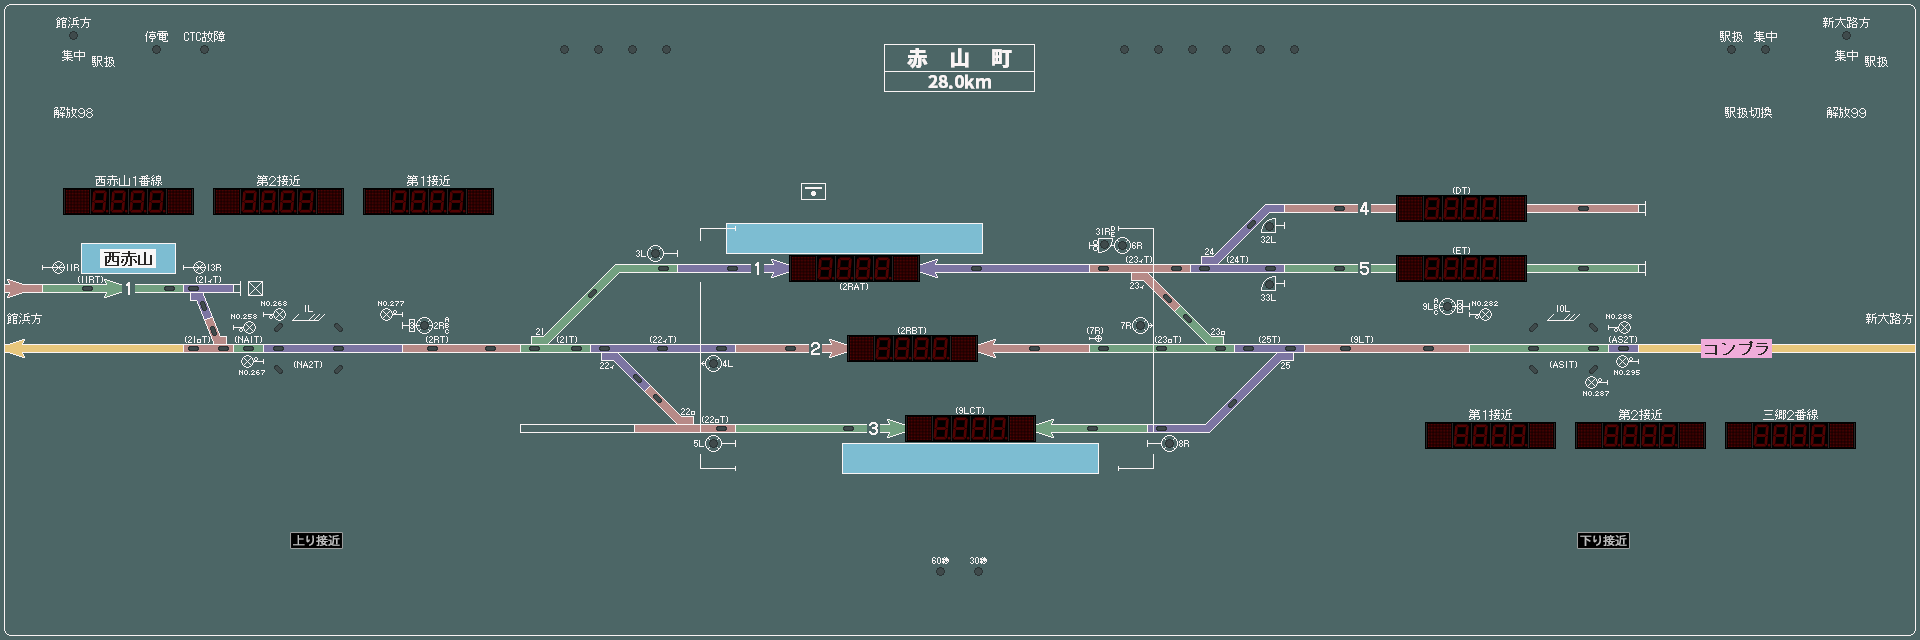 館浜方
停電 CTC故障
集中 駅扱
解放98
赤 山 町
28.0km
新大路方
駅扱 集中
集中 駅扱
駅扱切換 解放99
西赤山1番線
第2接近
第1接近
西赤山
11R
13R
(11RT)
1
(21ｲT)
館浜方
NO.258
NO.268
1L
NO.277
2R
A
B
C
(21ﾛT)
(NA1T)
NO.267
(NA2T)
(2RT)
21
(21T)
3L
1
(2RAT)
31R
D
E
6R
(23ｲT)
23ｲ
24
(24T)
32L
33L
4
(DT)
5
(ET)
22ｲ
(22ｲT)
4L
2
(2RBT)
(7R)
7R
(23ﾛT)
23ﾛ
(25T)
25
(9LT)
9L
A
B
C
NO.282
10L
NO.288
(AS1T)
(AS2T)
NO.295
NO.287
コンプラ
新大路方
22ﾛ
(22ﾛT)
5L
3
(9LCT)
8R
第1接近
第2接近
三郷2番線
上り接近
下り接近
60秒
30秒